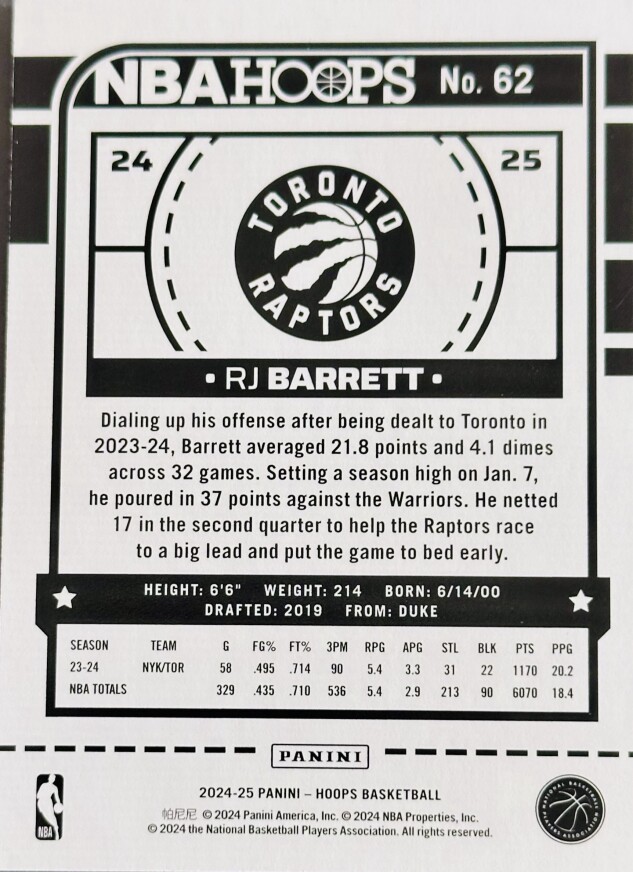 NBA HOOPS No. 62
24 25
TORONTO
RAPTORS
• RJ BARRETT •
Dialing up his offense after being dealt to Toronto in
2023-24, Barrett averaged 21.8 points and 4.1 dimes
across 32 games. Setting a season high on Jan. 7,
he poured in 37 points against the Warriors. He netted
17 in the second quarter to help the Raptors race
to a big lead and put the game to bed early.
HEIGHT: 6'6" WEIGHT: 214 BORN: 6/14/00
DRAFTED: 2019 FROM: DUKE
SEASON TEAM G FG% FT% 3PM RPG APG STL BLK PTS PPG
23-24 NYK/TOR 58 .495 .714 90 5.4 3.3 31 22 1170 20.2
NBA TOTALS 329 .435 .710 536 5.4 2.9 213 90 6070 18.4
PANINI
2024-25 PANINI – HOOPS BASKETBALL
帕尼尼 © 2024 Panini America, Inc. © 2024 NBA Properties, Inc.
© 2024 the National Basketball Players Association. All rights reserved.
NBA
NATIONAL BASKETBALL
PLAYERS ASSOCIATION